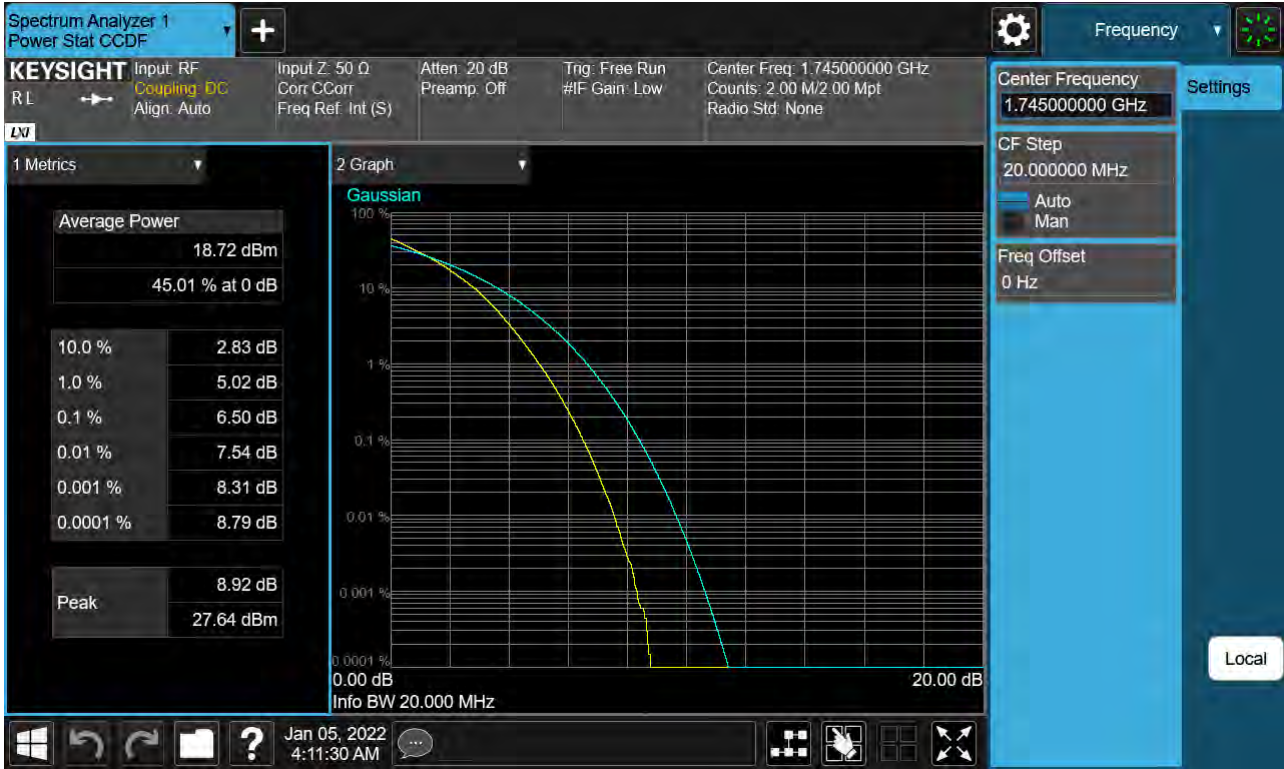 Spectrum Analyzer 1
Power Stat CCDF
Frequency
KEYSIGHT
R L
LXI
Input: RF
Coupling: DC
Align: Auto
Input Z: 50 Ω
Corr CCorr
Freq Ref: Int (S)
Atten: 20 dB
Preamp: Off
Trig: Free Run
#IF Gain: Low
Center Freq: 1.745000000 GHz
Counts: 2.00 M/2.00 Mpt
Radio Std: None
1 Metrics
Average Power
18.72 dBm
45.01 % at 0 dB
10.0 % 2.83 dB
1.0 % 5.02 dB
0.1 % 6.50 dB
0.01 % 7.54 dB
0.001 % 8.31 dB
0.0001 % 8.79 dB
Peak
8.92 dB
27.64 dBm
2 Graph
Gaussian
100 %
10 %
1 %
0.1 %
0.01 %
0.001 %
0.0001 %
0.00 dB 20.00 dB
Info BW 20.000 MHz
Center Frequency
1.745000000 GHz
CF Step
20.000000 MHz
Auto
Man
Freq Offset
0 Hz
Settings
Local
?
Jan 05, 2022
4:11:30 AM